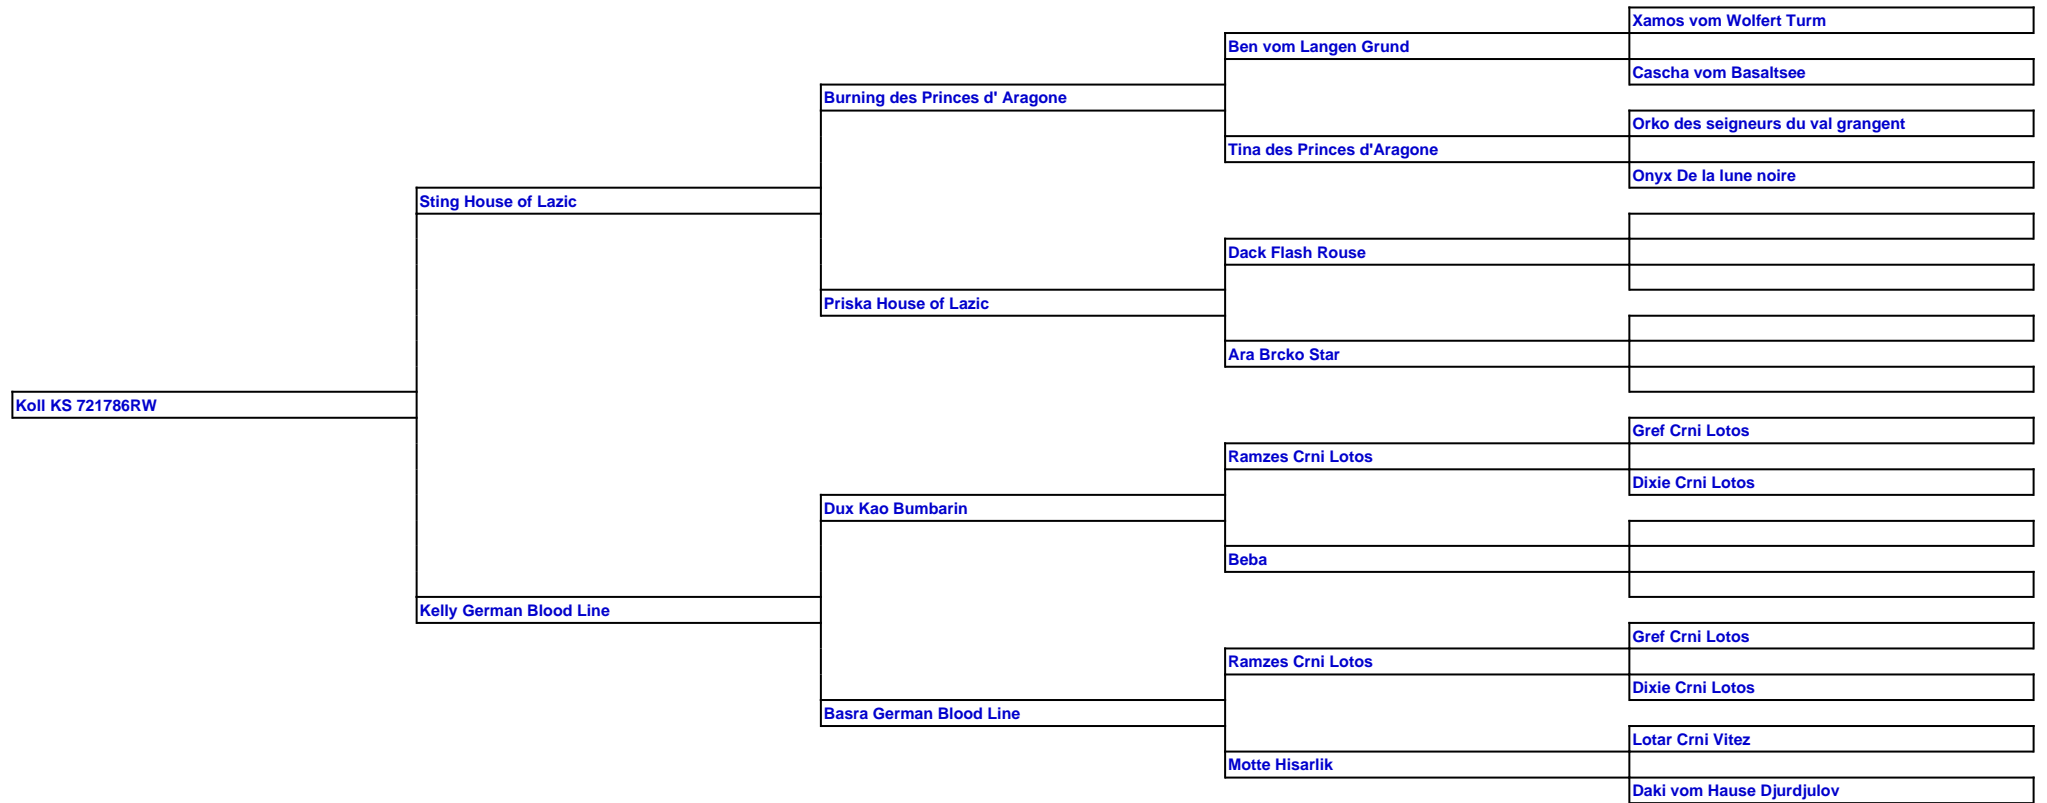 Xamos vom Wolfert Turm
Ben vom Langen Grund
Cascha vom Basaltsee
Burning des Princes d' Aragone
Orko des seigneurs du val grangent
Tina des Princes d'Aragone
Onyx De la lune noire
Sting House of Lazic
Dack Flash Rouse
Priska House of Lazic
Ara Brcko Star
Koll KS 721786RW
Gref Crni Lotos
Ramzes Crni Lotos
Dixie Crni Lotos
Dux Kao Bumbarin
Beba
Kelly German Blood Line
Gref Crni Lotos
Ramzes Crni Lotos
Dixie Crni Lotos
Basra German Blood Line
Lotar Crni Vitez
Motte Hisarlik
Daki vom Hause Djurdjulov